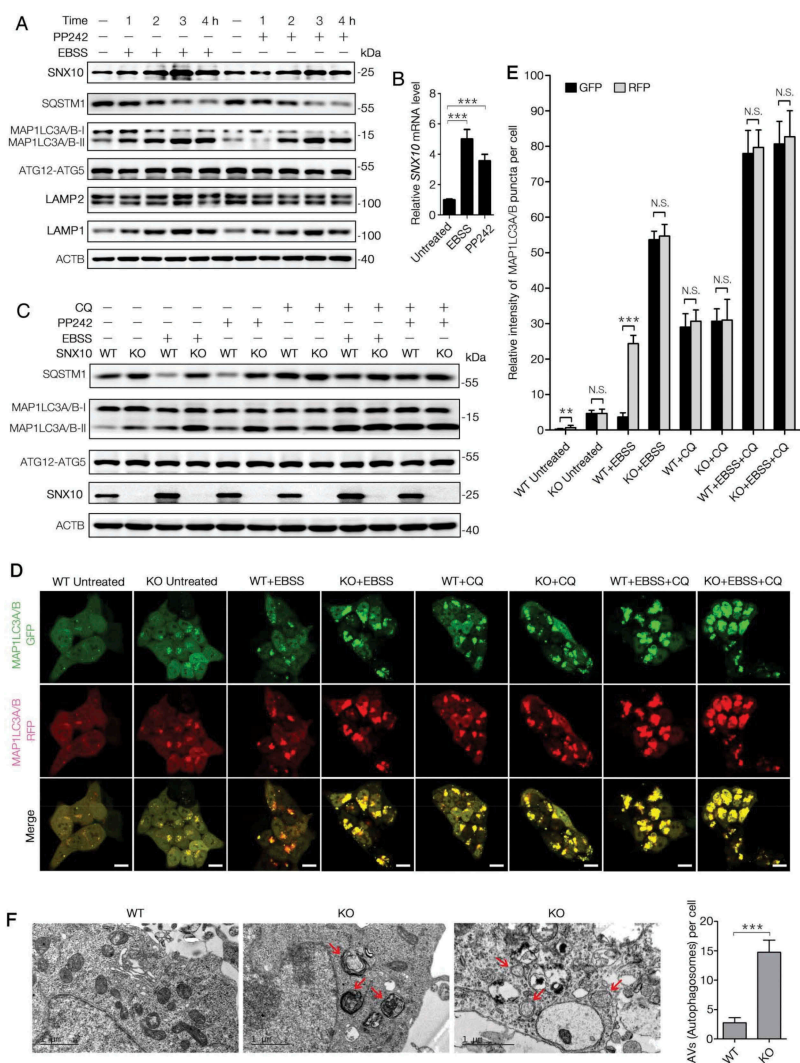 A
Time – 1 2 3 4 h – 1 2 3 4 h
PP242 – – – – – – + + + +
EBSS – + + + + – – – – – kDa
SNX10 -25
SQSTM1 -55
MAP1LC3A/B-I -15
MAP1LC3A/B-II
ATG12-ATG5 -55
LAMP2 -100
LAMP1 -100
ACTB -40
B
Relative SNX10 mRNA level
8
6
4
2
0
***
***
Untreated
EBSS
PP242
C
CQ – – – – – – + + + + + +
PP242 – – – – + + – – – – + +
EBSS – – + + – – – – + + – –
SNX10 WT KO WT KO WT KO WT KO WT KO WT KO kDa
SQSTM1 -55
MAP1LC3A/B-I -15
MAP1LC3A/B-II
ATG12-ATG5 -55
SNX10 -25
ACTB -40
E
GFP RFP
Relative intensity of MAP1LC3A/B puncta per cell
100
90
80
70
60
50
40
30
20
10
0
**
N.S.
***
N.S.
N.S.
N.S.
N.S.
N.S.
WT Untreated
KO Untreated
WT+EBSS
KO+EBSS
WT+CQ
KO+CQ
WT+EBSS+CQ
KO+EBSS+CQ
D
WT Untreated KO Untreated WT+EBSS KO+EBSS WT+CQ KO+CQ WT+EBSS+CQ KO+EBSS+CQ
MAP1LC3A/B
GFP
MAP1LC3A/B
RFP
Merge
F
WT KO KO
1 μm 1 μm 1 μm
AVs (Autophagosomes) per cell
20
15
10
5
0
***
WT
KO